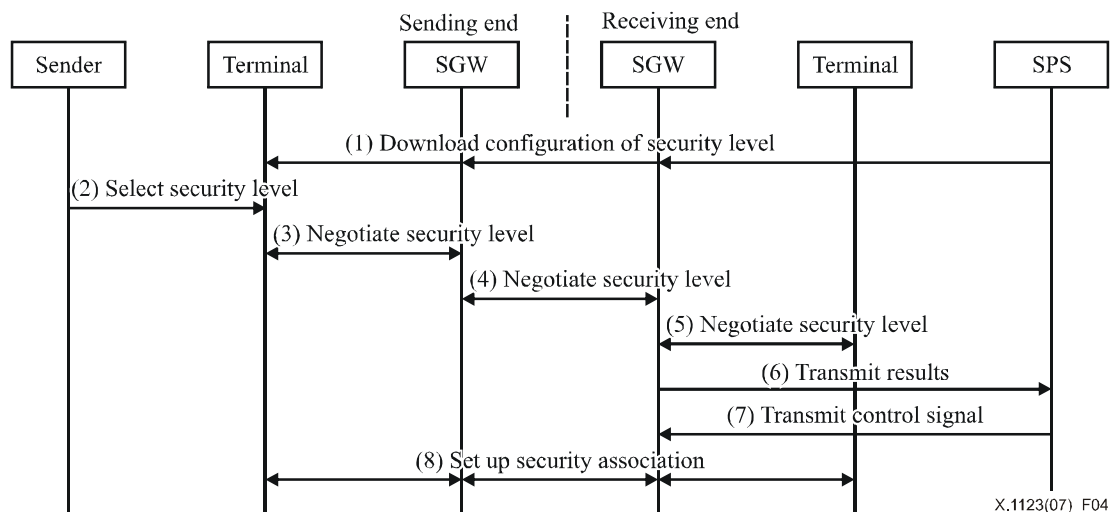 Sending end
Receiving end
Sender
Terminal
SGW
SGW
Terminal
SPS
(1) Download configuration of security level
(2) Select security level
(3) Negotiate security level
(4) Negotiate security level
(5) Negotiate security level
(6) Transmit results
(7) Transmit control signal
(8) Set up security association
X.1123(07)_F04